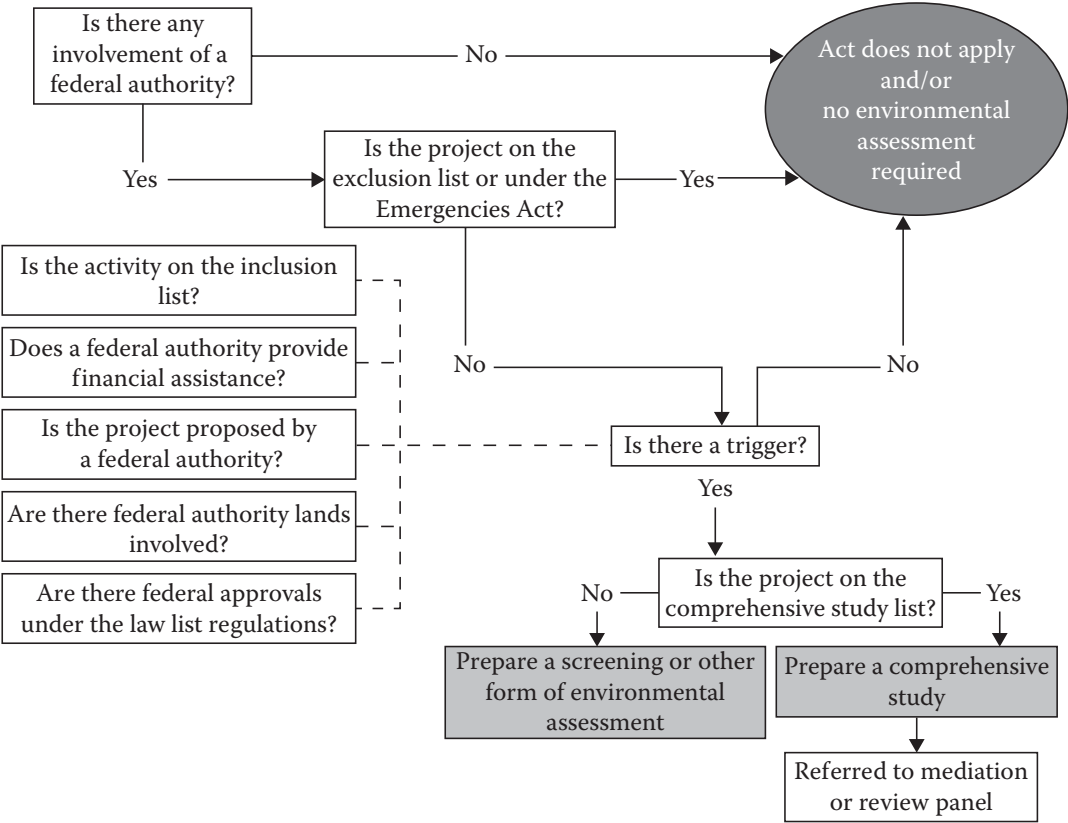 Is there any
involvement of a
federal authority?
No
Act does not apply
and/or
no environmental
assessment
required
Yes
Is the project on the
exclusion list or under the
Emergencies Act?
Yes
Is the activity on the inclusion
list?
Does a federal authority provide
financial assistance?
Is the project proposed by
a federal authority?
Are there federal authority lands
involved?
Are there federal approvals
under the law list regulations?
No
No
Is there a trigger?
Yes
Is the project on the
comprehensive study list?
No
Yes
Prepare a screening or other
form of environmental
assessment
Prepare a comprehensive
study
Referred to mediation
or review panel